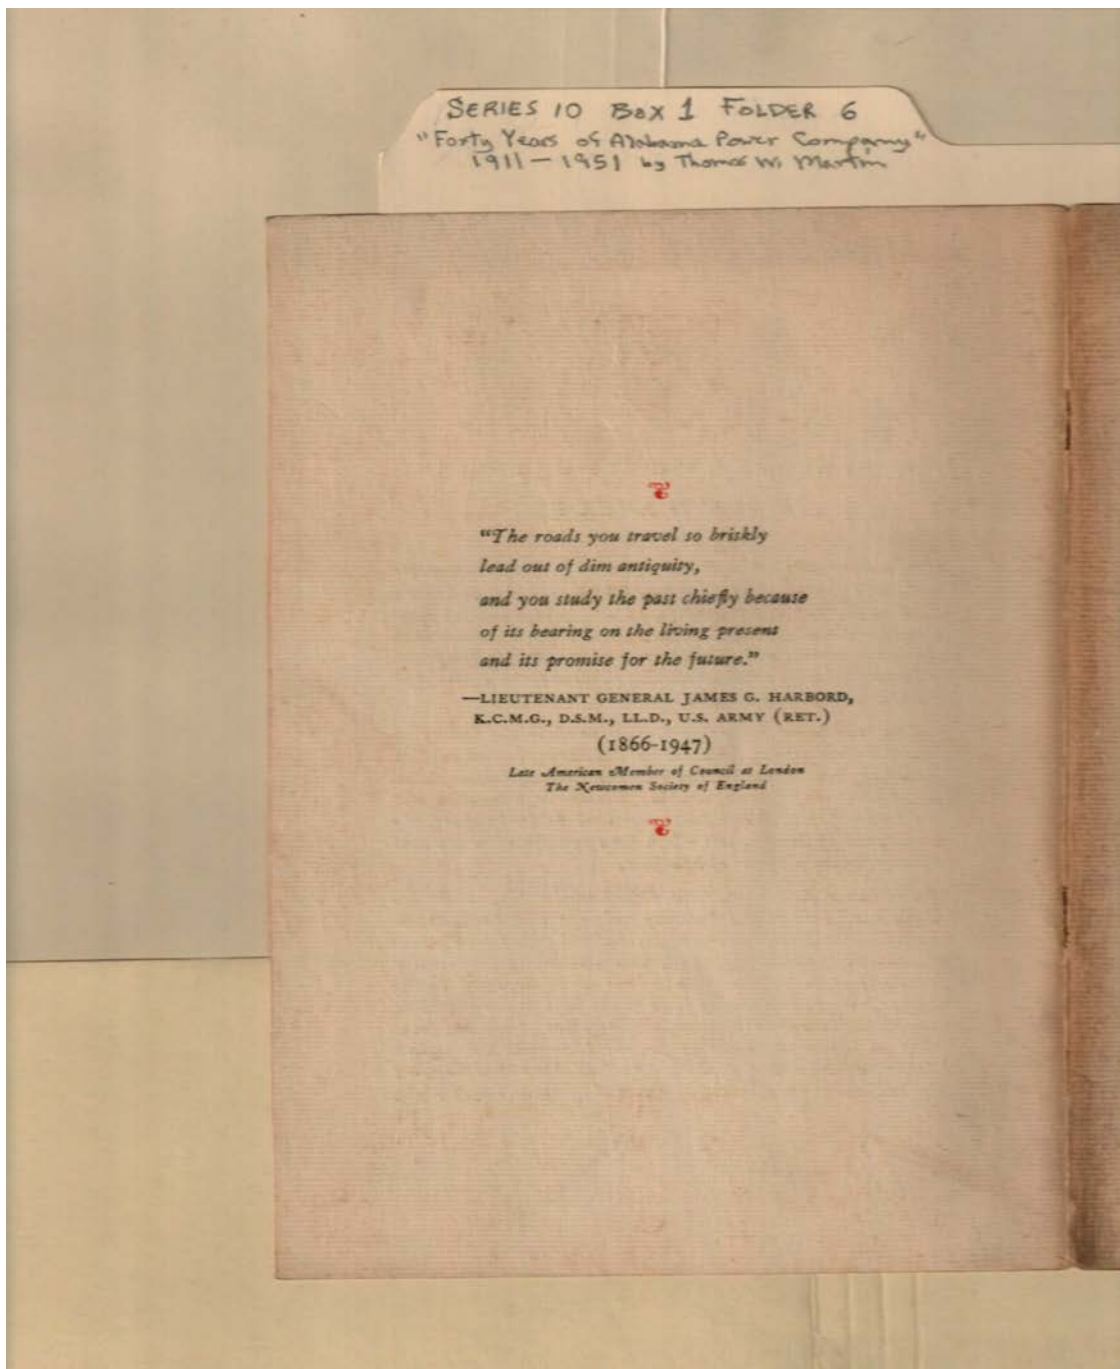 SERIES 10 BOX 1 FOLDER 6
"Forty Years of Alabama Power Company"
1911-1951 by Thomas W. Martin
"The roads you travel so briskly
lead out of dim antiquity,
and you study the past chiefly because
of its bearing on the living present
and its promise for the future."
—LIEUTENANT GENERAL JAMES G. HARBORD,
K.C.M.G., D.S.M., LL.D., U.S. ARMY (RET.)
(1866-1947)
Late American Member of Council at London
The Newcomen Society of England